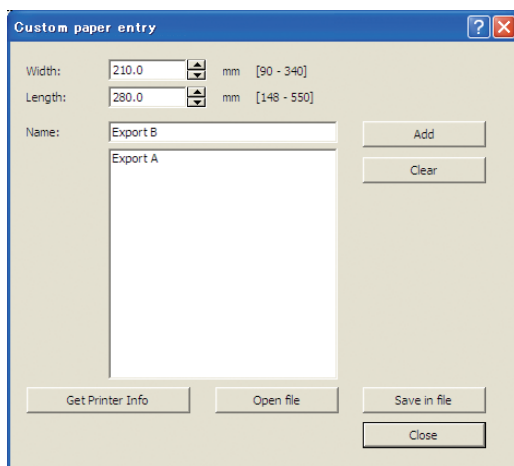 Custom paper entry
Width: 210.0 mm [90 - 340]
Length: 280.0 mm [148 - 550]
Name: Export B Add
Export A Clear
Get Printer Info Open file Save in file
Close